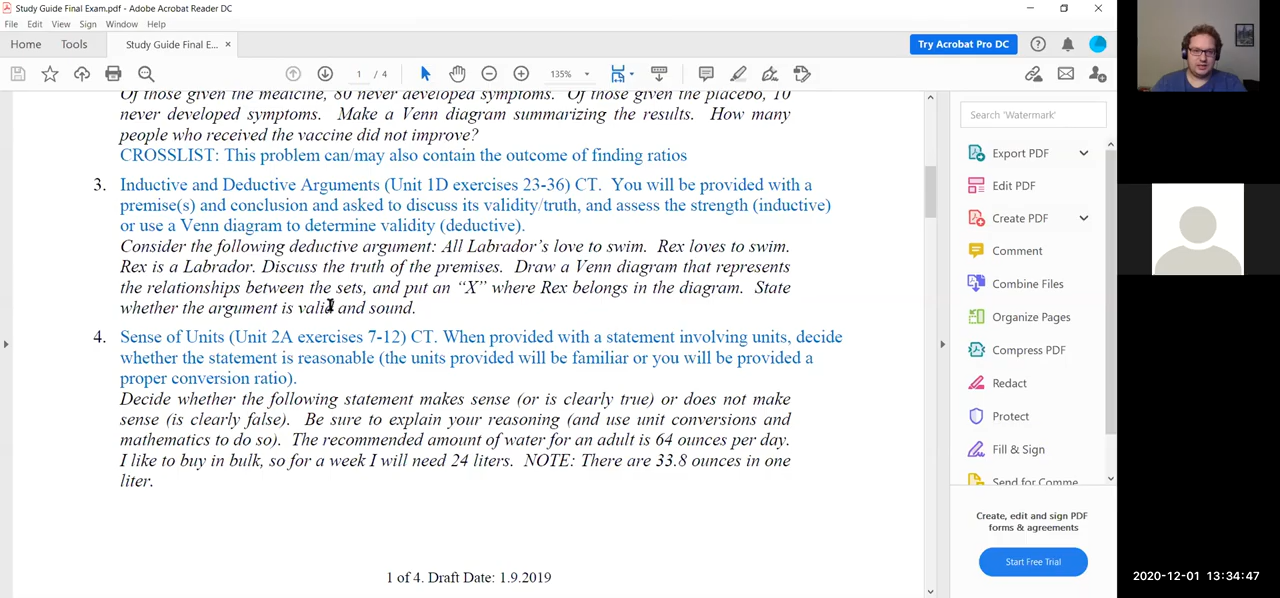 Study Guide Final Exam.pdf - Adobe Acrobat Reader DC
File Edit View Sign Window Help
Home Tools Study Guide Final E... × Try Acrobat Pro DC
1 / 4 135%
Of those given the medicine, 80 never developed symptoms. Of those given the placebo, 10
never developed symptoms. Make a Venn diagram summarizing the results. How many
people who received the vaccine did not improve?
CROSSLIST: This problem can/may also contain the outcome of finding ratios
3. Inductive and Deductive Arguments (Unit 1D exercises 23-36) CT. You will be provided with a
premise(s) and conclusion and asked to discuss its validity/truth, and assess the strength (inductive)
or use a Venn diagram to determine validity (deductive).
Consider the following deductive argument: All Labrador's love to swim. Rex loves to swim.
Rex is a Labrador. Discuss the truth of the premises. Draw a Venn diagram that represents
the relationships between the sets, and put an “X” where Rex belongs in the diagram. State
whether the argument is valid and sound.
4. Sense of Units (Unit 2A exercises 7-12) CT. When provided with a statement involving units, decide
whether the statement is reasonable (the units provided will be familiar or you will be provided a
proper conversion ratio).
Decide whether the following statement makes sense (or is clearly true) or does not make
sense (is clearly false). Be sure to explain your reasoning (and use unit conversions and
mathematics to do so). The recommended amount of water for an adult is 64 ounces per day.
I like to buy in bulk, so for a week I will need 24 liters. NOTE: There are 33.8 ounces in one
liter.
1 of 4. Draft Date: 1.9.2019
Search 'Watermark'
Export PDF
Edit PDF
Create PDF
Comment
Combine Files
Organize Pages
Compress PDF
Redact
Protect
Fill & Sign
Send for Comme
Create, edit and sign PDF
forms & agreements
Start Free Trial
2020-12-01 13:34:47